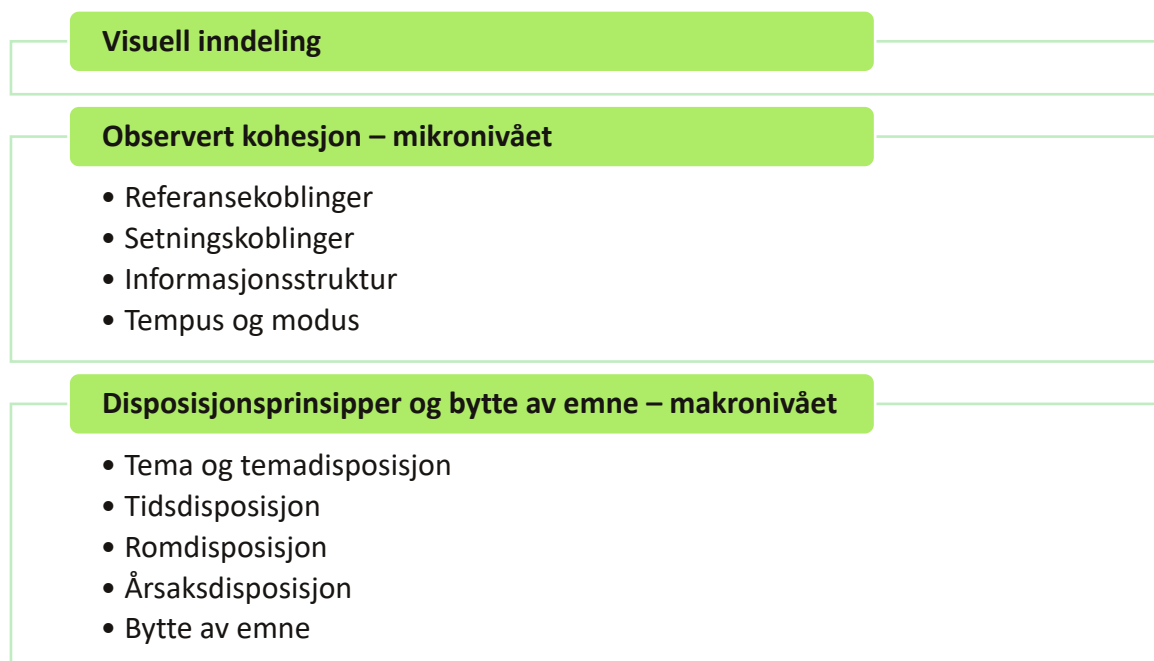 Visuell inndeling
Observert kohesjon – mikronivået
• Referansekoblinger
• Setningskoblinger
• Informasjonsstruktur
• Tempus og modus
Disposisjonsprinsipper og bytte av emne – makronivået
• Tema og temadisposisjon
• Tidsdisposisjon
• Romdisposisjon
• Årsaksdisposisjon
• Bytte av emne